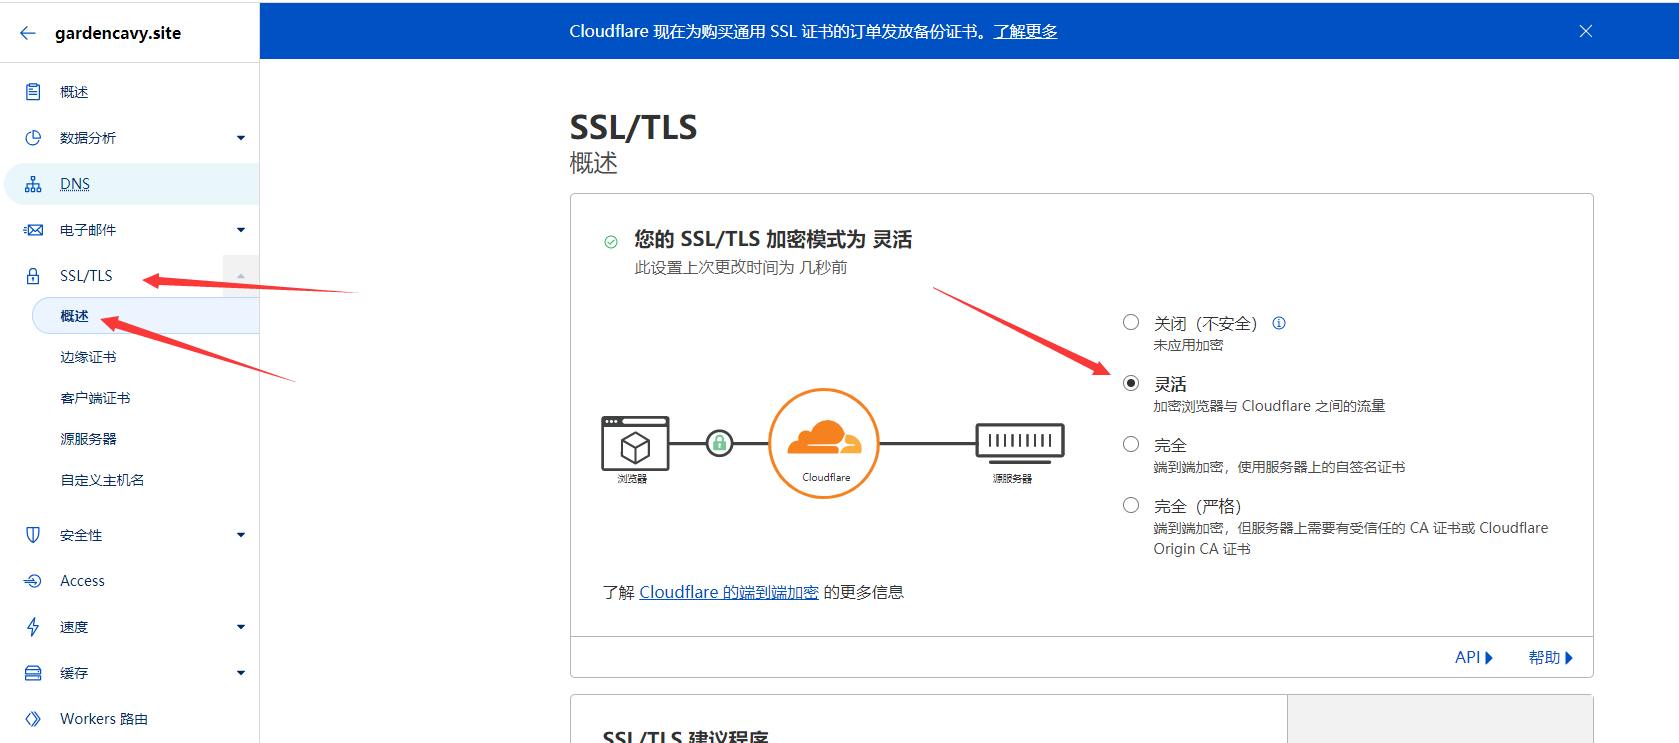 gardencavy.site
Cloudflare 现在为购买通用 SSL 证书的订单发放备份证书。了解更多
概述
数据分析
DNS
电子邮件
SSL/TLS
概述
边缘证书
客户端证书
源服务器
自定义主机名
安全性
Access
速度
缓存
Workers 路由
SSL/TLS
概述
您的 SSL/TLS 加密模式为 灵活
此设置上次更改时间为 几秒前
浏览器
Cloudflare
源服务器
关闭（不安全）
未应用加密
灵活
加密浏览器与 Cloudflare 之间的流量
完全
端到端加密，使用服务器上的自签名证书
完全（严格）
端到端加密，但服务器上需要有受信任的 CA 证书或 Cloudflare
Origin CA 证书
了解 Cloudflare 的端到端加密 的更多信息
API
帮助
SSL/TLS 建议程序